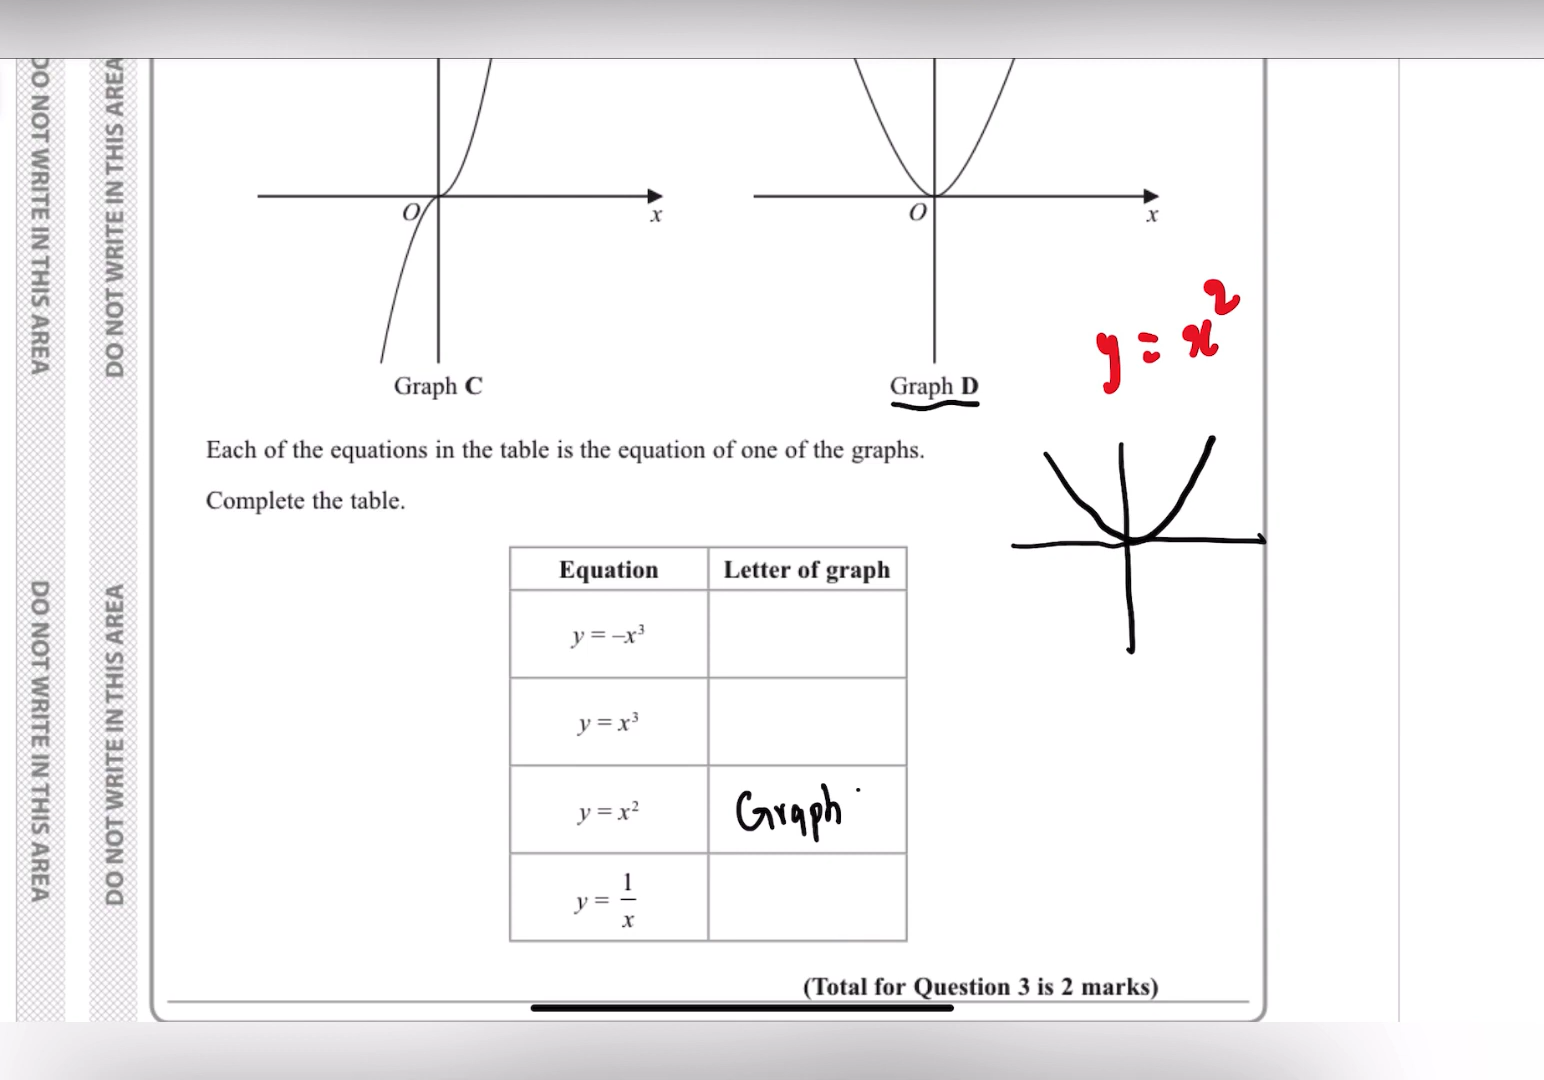 DO NOT WRITE IN THIS AREA
DO NOT WRITE IN THIS AREA
DO NOT WRITE IN THIS AREA
DO NOT WRITE IN THIS AREA
O
x
O
x
Graph C
Graph D
y = x²
Each of the equations in the table is the equation of one of the graphs.
Complete the table.
Equation Letter of graph
y = –x³
y = x³
y = x² Graph
y = 1/x
(Total for Question 3 is 2 marks)